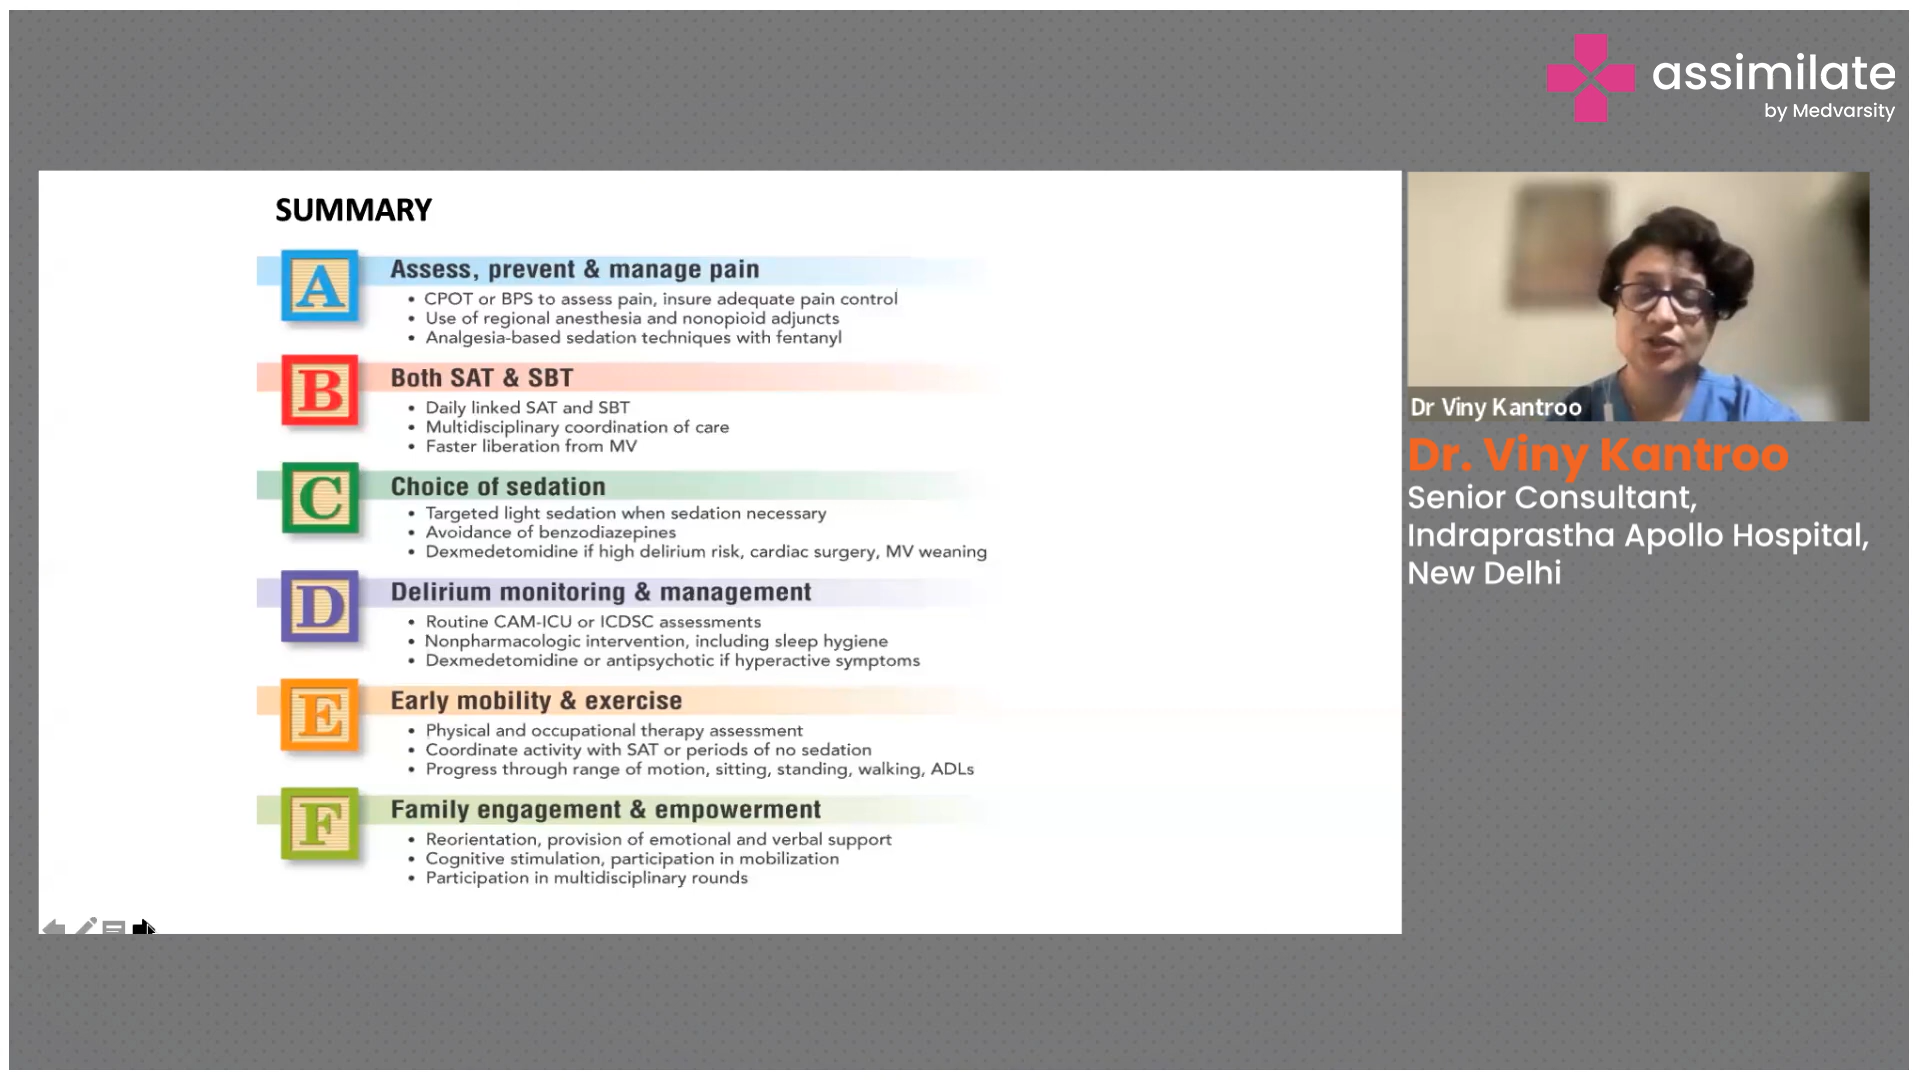 assimilate
by Medvarsity
SUMMARY
A
Assess, prevent & manage pain
• CPOT or BPS to assess pain, insure adequate pain control
• Use of regional anesthesia and nonopioid adjuncts
• Analgesia-based sedation techniques with fentanyl
B
Both SAT & SBT
• Daily linked SAT and SBT
• Multidisciplinary coordination of care
• Faster liberation from MV
C
Choice of sedation
• Targeted light sedation when sedation necessary
• Avoidance of benzodiazepines
• Dexmedetomidine if high delirium risk, cardiac surgery, MV weaning
D
Delirium monitoring & management
• Routine CAM-ICU or ICDSC assessments
• Nonpharmacologic intervention, including sleep hygiene
• Dexmedetomidine or antipsychotic if hyperactive symptoms
E
Early mobility & exercise
• Physical and occupational therapy assessment
• Coordinate activity with SAT or periods of no sedation
• Progress through range of motion, sitting, standing, walking, ADLs
F
Family engagement & empowerment
• Reorientation, provision of emotional and verbal support
• Cognitive stimulation, participation in mobilization
• Participation in multidisciplinary rounds
Dr Viny Kantroo
Dr. Viny Kantroo
Senior Consultant,
Indraprastha Apollo Hospital,
New Delhi